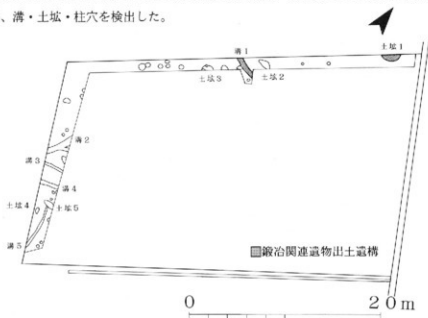 、溝・土坑・柱穴を検出した。
溝1
土坑1
土坑3
土坑2
溝2
溝3
溝4
土坑4
土坑5
溝5
鍛冶関連遺物出土遺構
0 20m